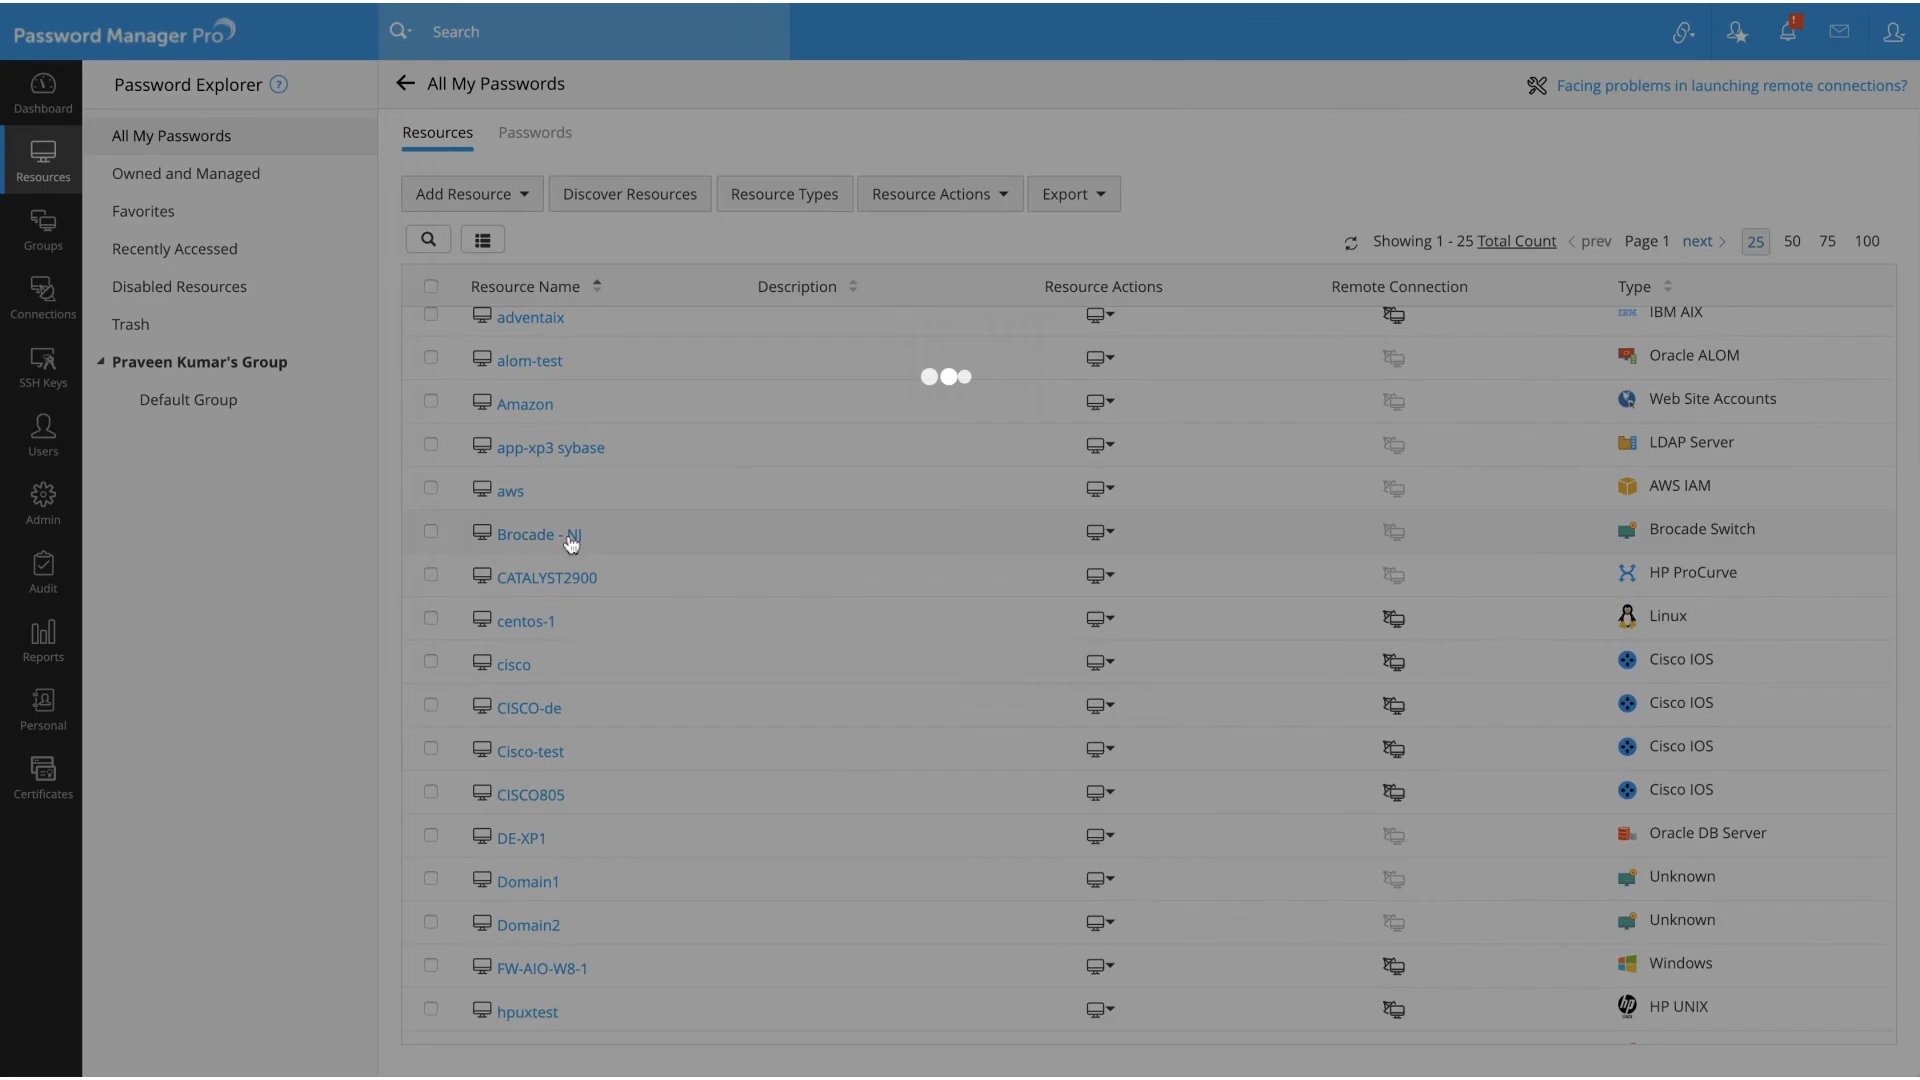 Password Manager Pro
Search
!
Dashboard
Resources
Groups
Connections
SSH Keys
Users
Admin
Audit
Reports
Personal
Certificates
Password Explorer ?
All My Passwords
Owned and Managed
Favorites
Recently Accessed
Disabled Resources
Trash
Praveen Kumar's Group
Default Group
All My Passwords
Facing problems in launching remote connections?
Resources Passwords
Add Resource Discover Resources Resource Types Resource Actions Export
Showing 1 - 25 Total Count < prev Page 1 next > 25 50 75 100
Resource Name Description Resource Actions Remote Connection Type
adventaix IBM IBM AIX
alom-test Oracle ALOM
Amazon Web Site Accounts
app-xp3 sybase LDAP Server
aws AWS IAM
Brocade - NJ Brocade Switch
CATALYST2900 HP ProCurve
centos-1 Linux
cisco Cisco IOS
CISCO-de Cisco IOS
Cisco-test Cisco IOS
CISCO805 Cisco IOS
DE-XP1 Oracle DB Server
Domain1 Unknown
Domain2 Unknown
FW-AIO-W8-1 Windows
hpuxtest hp HP UNIX